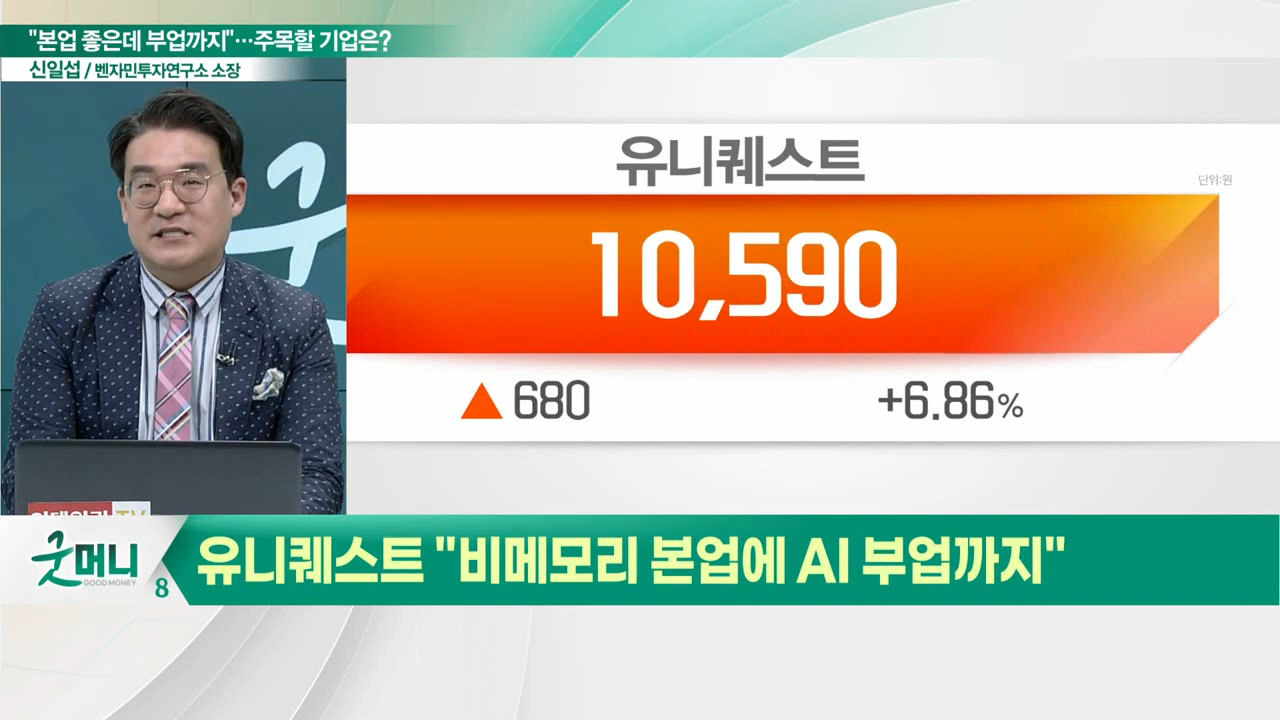 "본업 좋은데 부업까지"…주목할 기업은?
신일섭 / 벤자민투자연구소 소장
유니퀘스트
단위:원
10,590
▲ 680
+6.86%
굿머니
GOOD MONEY
8
유니퀘스트 "비메모리 본업에 AI 부업까지"